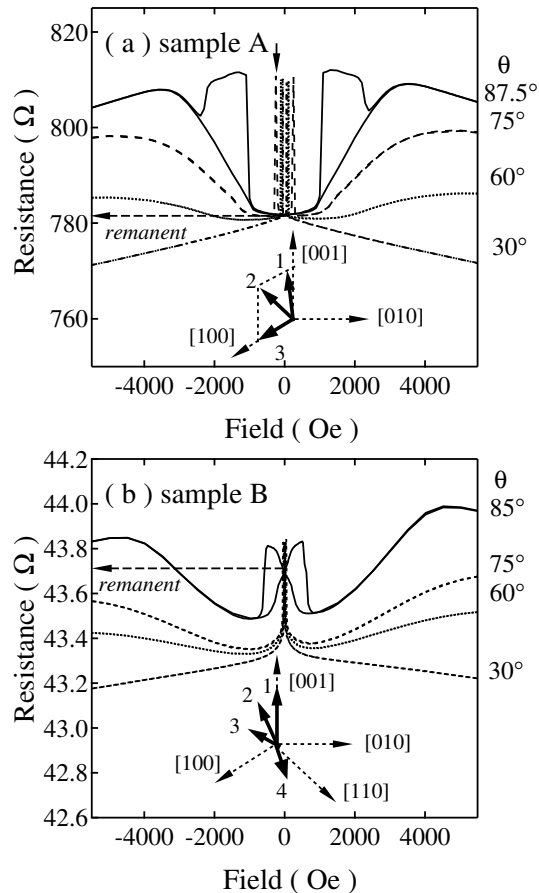 ( a ) sample A
820
800
780
760
Resistance ( Ω )
θ
87.5°
75°
60°
30°
remanent
[001]
1
2
3
[100]
[010]
-4000 -2000 0 2000 4000
Field ( Oe )
44.2
44.0
43.8
43.6
43.4
43.2
43.0
42.8
42.6
Resistance ( Ω )
( b ) sample B
θ
85°
75°
60°
30°
remanent
1 [001]
2
3
4
[100]
[010]
[110]
-4000 -2000 0 2000 4000
Field ( Oe )